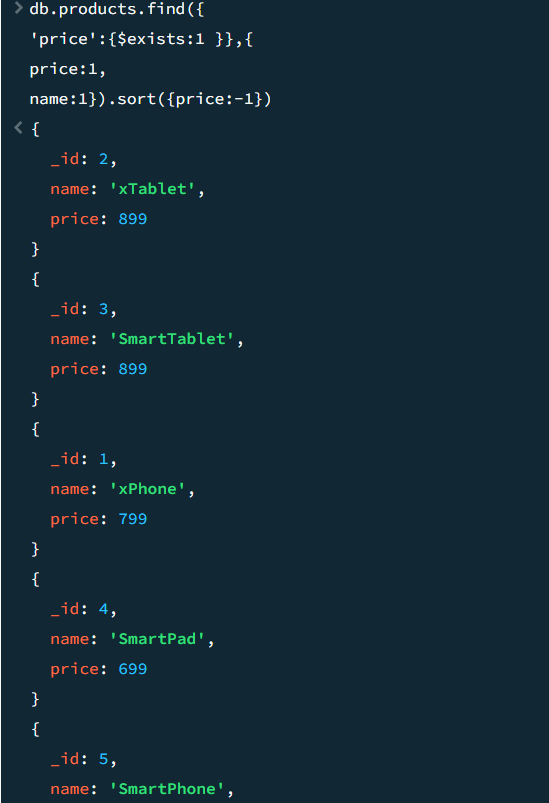 > db.products.find({
'price':{$exists:1 }},{
price:1,
name:1}).sort({price:-1})
< {
_id: 2,
name: 'xTablet',
price: 899
}
{
_id: 3,
name: 'SmartTablet',
price: 899
}
{
_id: 1,
name: 'xPhone',
price: 799
}
{
_id: 4,
name: 'SmartPad',
price: 699
}
{
_id: 5,
name: 'SmartPhone',